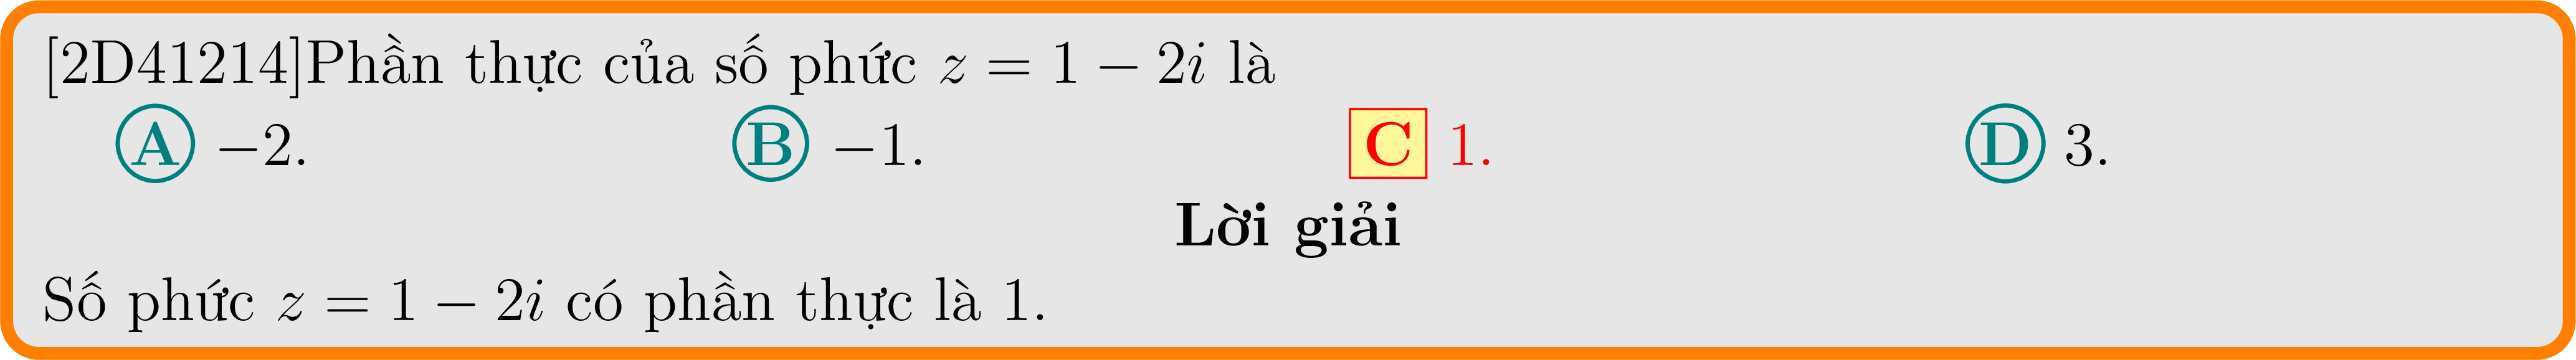 [2D41214]Phần thực của số phức z = 1 − 2i là
A −2. B −1. C 1. D 3.
Lời giải
Số phức z = 1 − 2i có phần thực là 1.